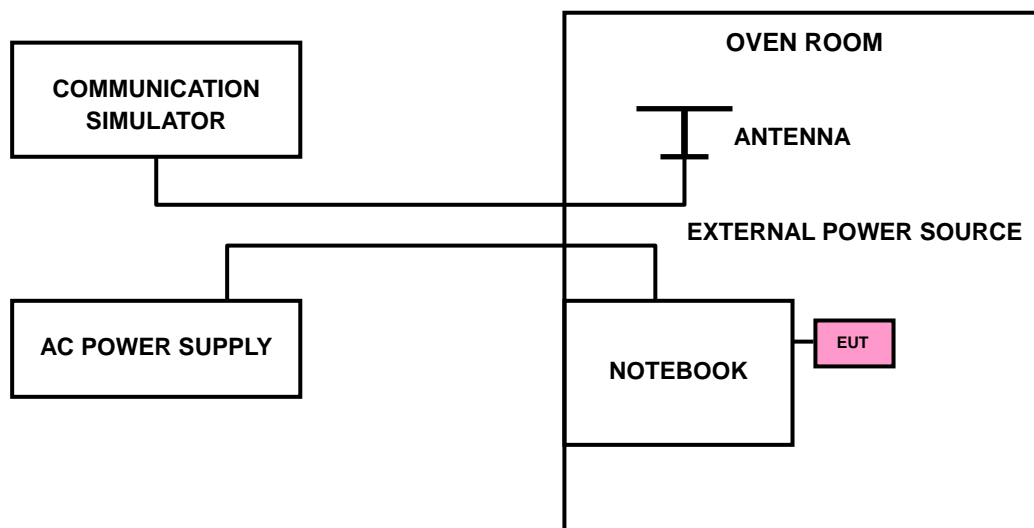 OVEN ROOM
COMMUNICATION
SIMULATOR
ANTENNA
EXTERNAL POWER SOURCE
AC POWER SUPPLY
NOTEBOOK
EUT